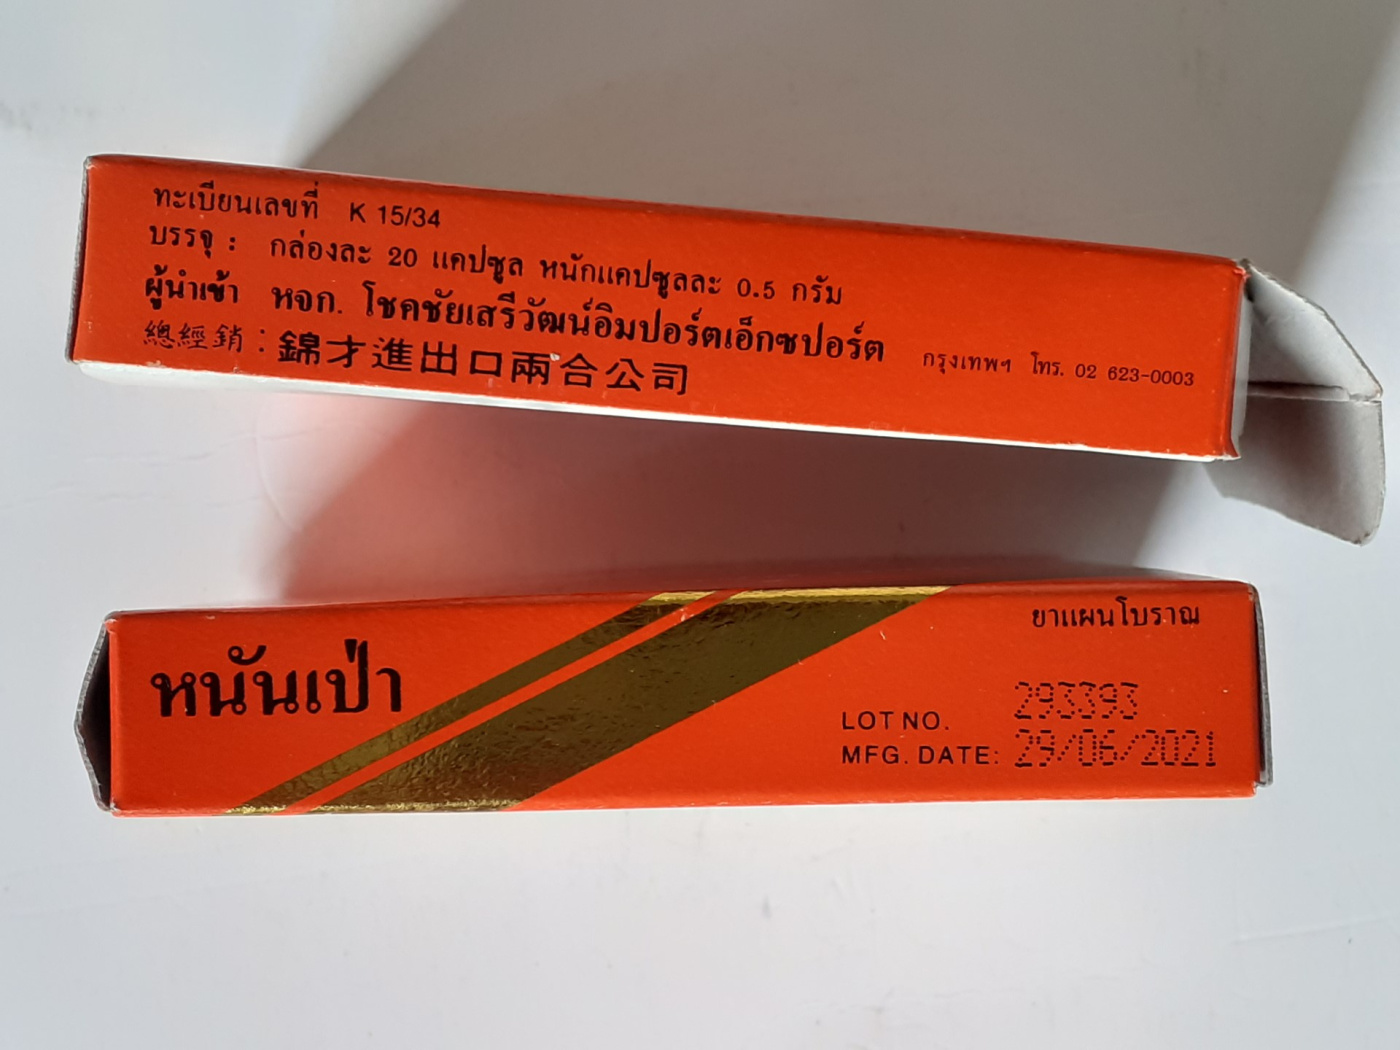 ทะเบียนเลขที่ K 15/34
บรรจุ : กล่องละ 20 แคปซูล หนักแคปซูลละ 0.5 กรัม
ผู้นำเข้า หจก. โชคชัยเสรีวัฒน์อิมปอร์ตเอ็กซปอร์ต กรุงเทพฯ โทร. 02 623-0003
總經銷 : 錦才進出口兩合公司
หนันเป่า
ยาแผนโบราณ
LOT NO. 293393
MFG. DATE: 29/06/2021